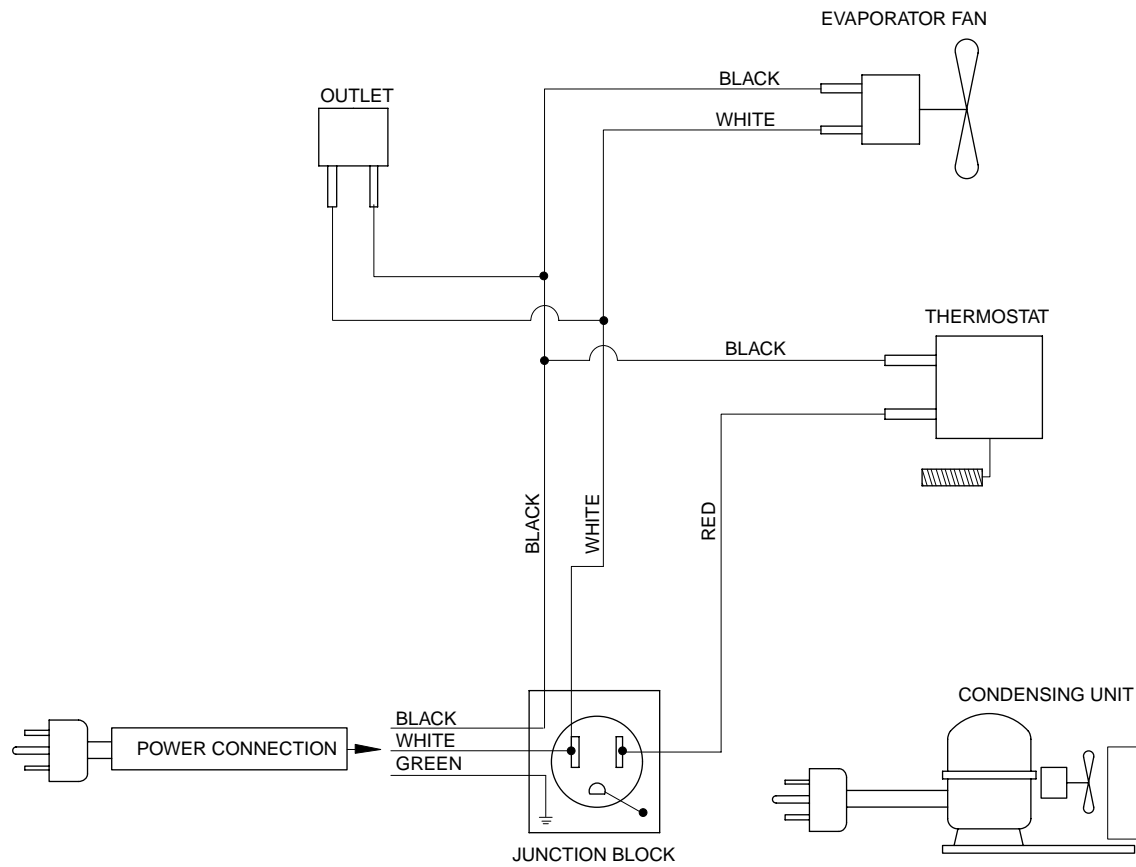 EVAPORATOR FAN
BLACK
OUTLET
WHITE
THERMOSTAT
BLACK
BLACK
WHITE
RED
CONDENSING UNIT
BLACK
POWER CONNECTION
WHITE
GREEN
JUNCTION BLOCK